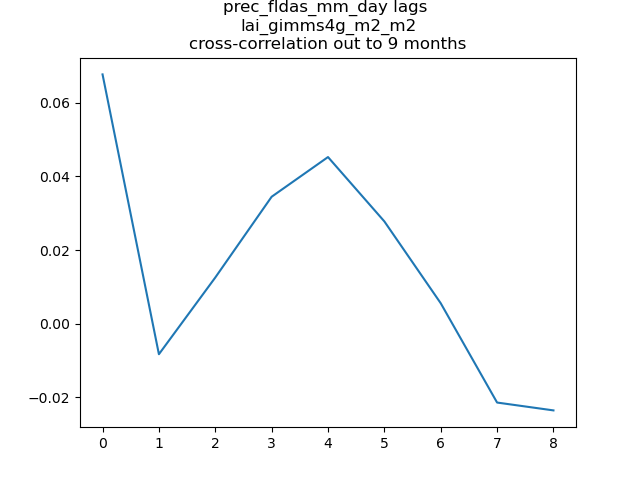 prec_fldas_mm_day lags
lai_gimms4g_m2_m2
cross-correlation out to 9 months
0.06
0.04
0.02
0.00
−0.02
0 1 2 3 4 5 6 7 8